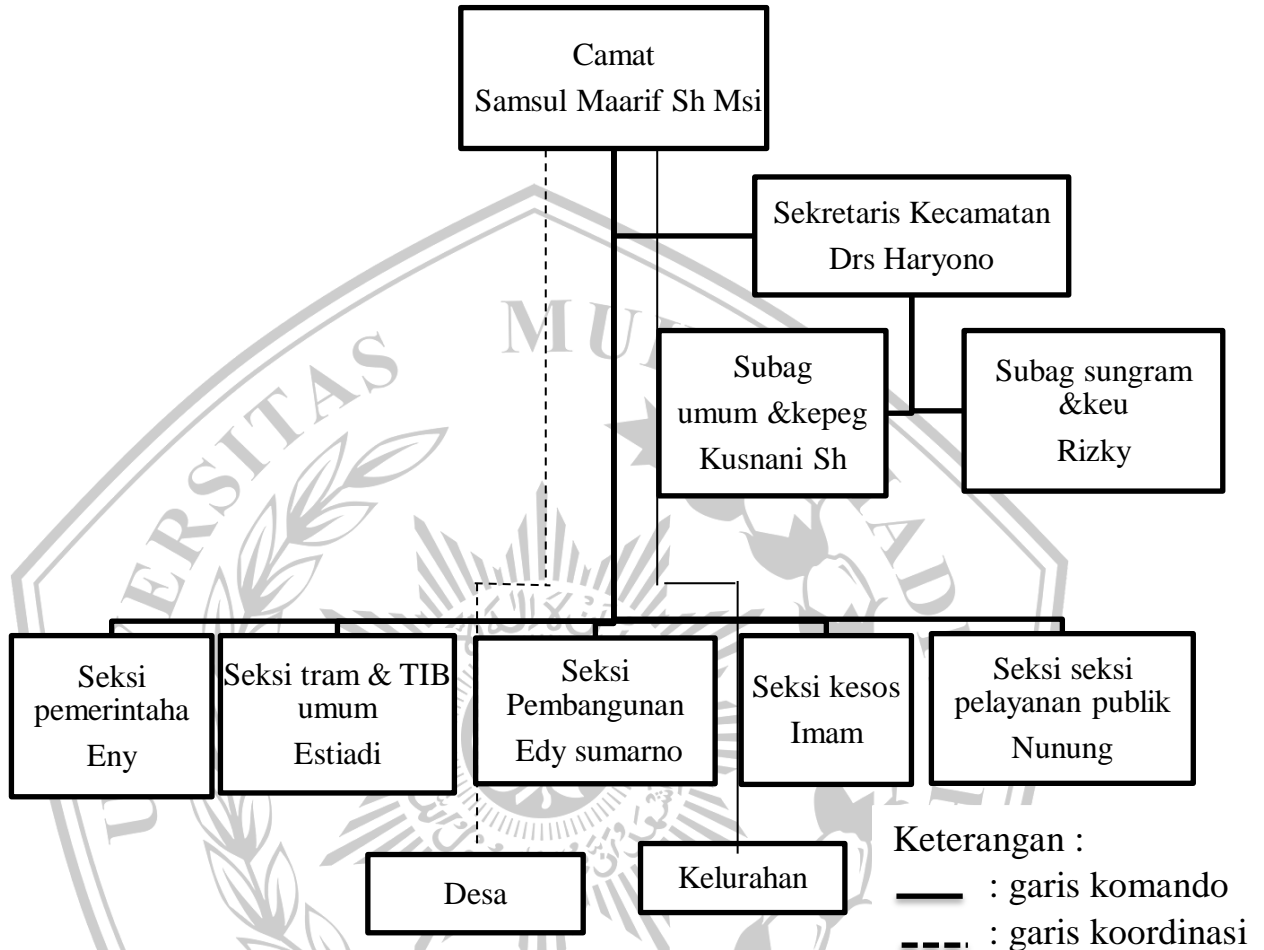 Camat
Samsul Maarif Sh Msi
Sekretaris Kecamatan
Drs Haryono
Subag
umum &kepeg
Kusnani Sh
Subag sungram
&keu
Rizky
Seksi
pemerintaha
Eny
Seksi tram & TIB
umum
Estiadi
Seksi
Pembangunan
Edy sumarno
Seksi kesos
Imam
Seksi seksi
pelayanan publik
Nunung
Desa
Kelurahan
Keterangan :
: garis komando
: garis koordinasi